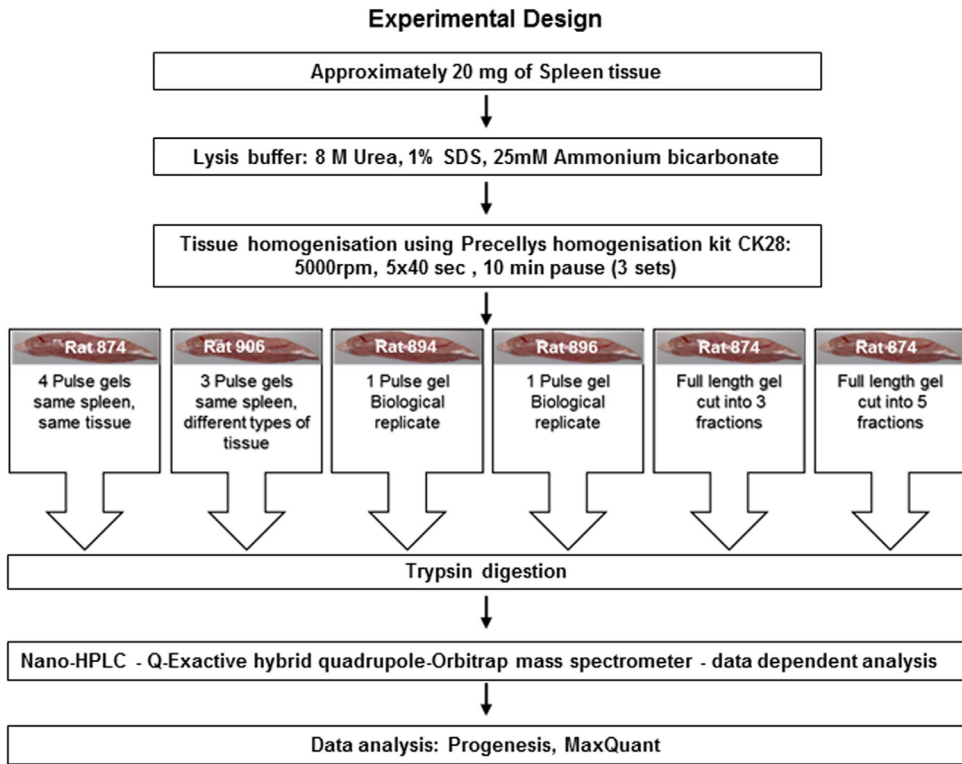 Experimental Design
Approximately 20 mg of Spleen tissue
Lysis buffer: 8 M Urea, 1% SDS, 25mM Ammonium bicarbonate
Tissue homogenisation using Precellys homogenisation kit CK28:
5000rpm, 5x40 sec , 10 min pause (3 sets)
Rat 874
4 Pulse gels
same spleen,
same tissue
Rat 906
3 Pulse gels
same spleen,
different types of
tissue
Rat 894
1 Pulse gel
Biological
replicate
Rat 896
1 Pulse gel
Biological
replicate
Rat 874
Full length gel
cut into 3
fractions
Rat 874
Full length gel
cut into 5
fractions
Trypsin digestion
Nano-HPLC - Q-Exactive hybrid quadrupole-Orbitrap mass spectrometer - data dependent analysis
Data analysis: Progenesis, MaxQuant